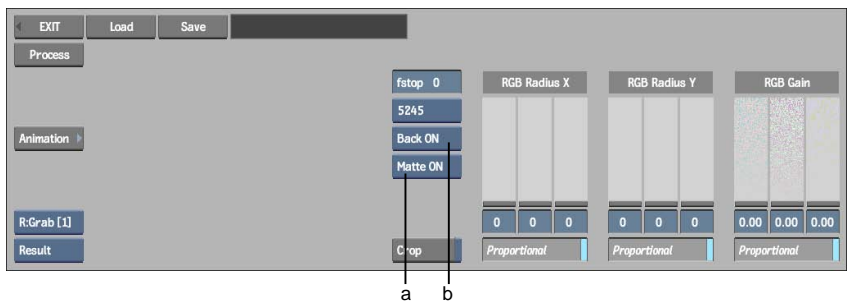 EXIT Load Save
Process
fstop 0 RGB Radius X RGB Radius Y RGB Gain
5245
Animation Back ON
Matte ON
R:Grab [1] 0 0 0 0 0 0 0.00 0.00 0.00
Result Crop Proportional Proportional Proportional
a b